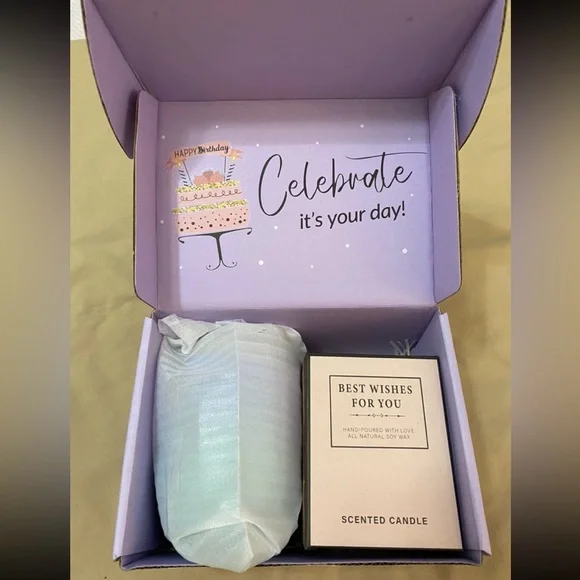 HAPPY Birthday
Celebrate
it's your day!
BEST WISHES
FOR YOU
HAND-POURED WITH LOVE
ALL NATURAL SOY WAX
SCENTED CANDLE